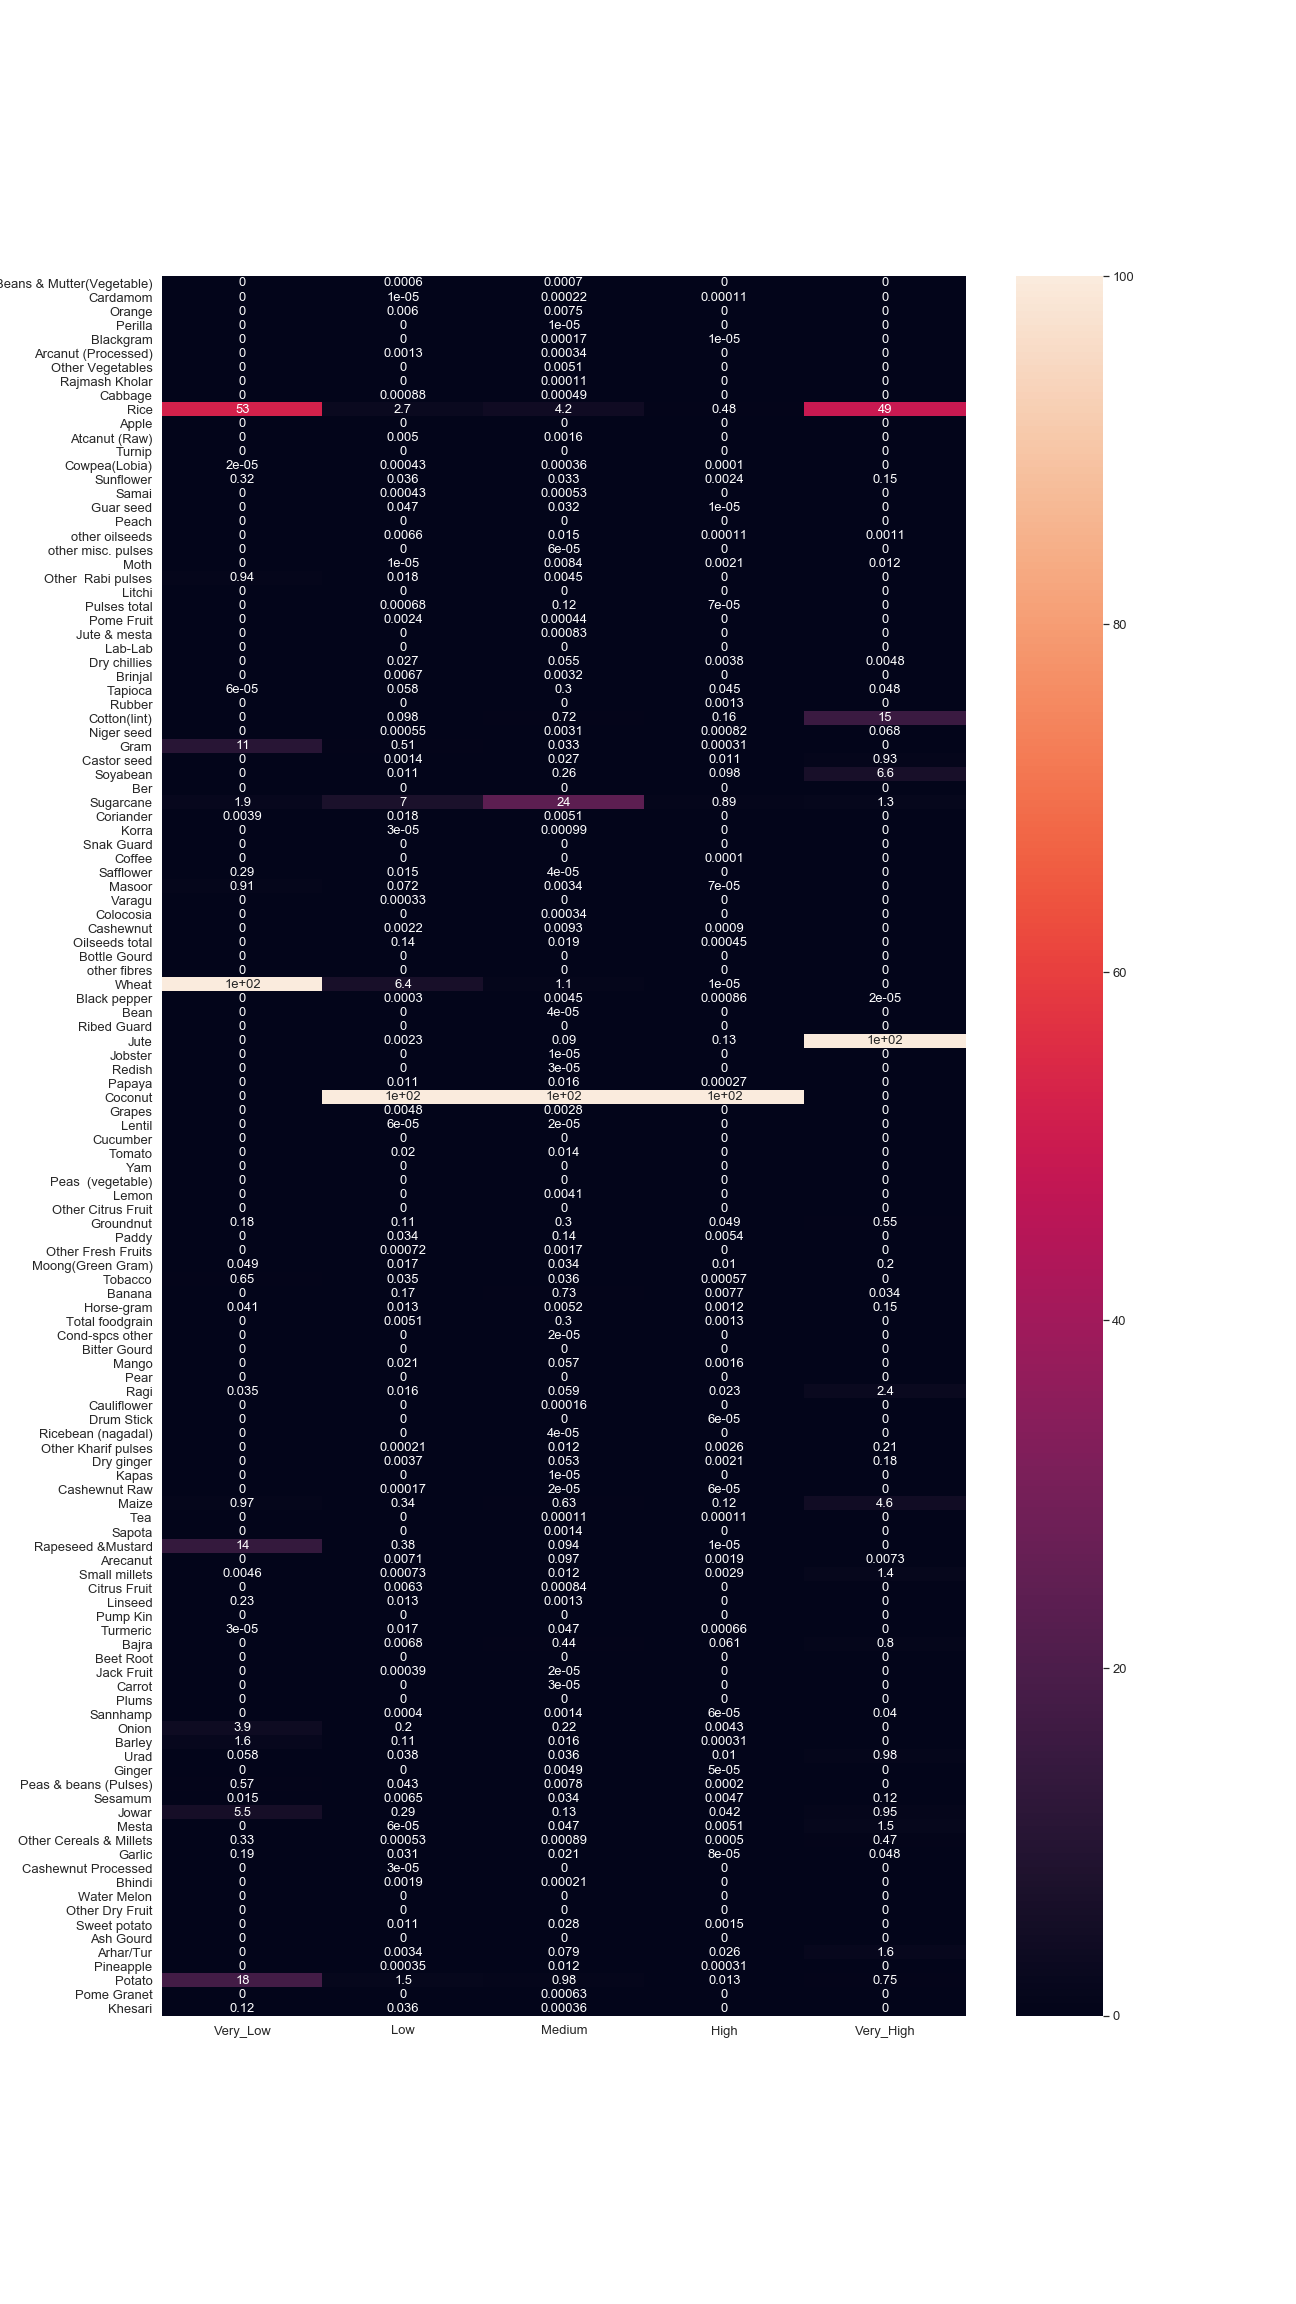 Beans & Mutter(Vegetable) 0 0.0006 0.0007 0 0 100
Cardamom 0 1e-05 0.00022 0.00011 0
Orange 0 0.006 0.0075 0 0
Perilla 0 0 1e-05 0 0
Blackgram 0 0 0.00017 1e-05 0
Arcanut (Processed) 0 0.0013 0.00034 0 0
Other Vegetables 0 0 0.0051 0 0
Rajmash Kholar 0 0 0.00011 0 0
Cabbage 0 0.00088 0.00049 0 0
Rice 53 2.7 4.2 0.48 49
Apple 0 0 0 0 0
Atcanut (Raw) 0 0.005 0.0016 0 0
Turnip 0 0 0 0 0
Cowpea(Lobia) 2e-05 0.00043 0.00036 0.0001 0
Sunflower 0.32 0.036 0.033 0.0024 0.15
Samai 0 0.00043 0.00053 0 0
Guar seed 0 0.047 0.032 1e-05 0
Peach 0 0 0 0 0
other oilseeds 0 0.0066 0.015 0.00011 0.0011
other misc. pulses 0 0 6e-05 0 0
Moth 0 1e-05 0.0084 0.0021 0.012
Other  Rabi pulses 0.94 0.018 0.0045 0 0
Litchi 0 0 0 0 0
Pulses total 0 0.00068 0.12 7e-05 0
Pome Fruit 0 0.0024 0.00044 0 0 80
Jute & mesta 0 0 0.00083 0 0
Lab-Lab 0 0 0 0 0
Dry chillies 0 0.027 0.055 0.0038 0.0048
Brinjal 0 0.0067 0.0032 0 0
Tapioca 6e-05 0.058 0.3 0.045 0.048
Rubber 0 0 0 0.0013 0
Cotton(lint) 0 0.098 0.72 0.16 15
Niger seed 0 0.00055 0.0031 0.00082 0.068
Gram 11 0.51 0.033 0.00031 0
Castor seed 0 0.0014 0.027 0.011 0.93
Soyabean 0 0.011 0.26 0.098 6.6
Ber 0 0 0 0 0
Sugarcane 1.9 7 24 0.89 1.3
Coriander 0.0039 0.018 0.0051 0 0
Korra 0 3e-05 0.00099 0 0
Snak Guard 0 0 0 0 0
Coffee 0 0 0 0.0001 0
Safflower 0.29 0.015 4e-05 0 0
Masoor 0.91 0.072 0.0034 7e-05 0
Varagu 0 0.00033 0 0 0
Colocosia 0 0 0.00034 0 0
Cashewnut 0 0.0022 0.0093 0.0009 0
Oilseeds total 0 0.14 0.019 0.00045 0
Bottle Gourd 0 0 0 0 0
other fibres 0 0 0 0 0 60
Wheat 1e+02 6.4 1.1 1e-05 0
Black pepper 0 0.0003 0.0045 0.00086 2e-05
Bean 0 0 4e-05 0 0
Ribed Guard 0 0 0 0 0
Jute 0 0.0023 0.09 0.13 1e+02
Jobster 0 0 1e-05 0 0
Redish 0 0 3e-05 0 0
Papaya 0 0.011 0.016 0.00027 0
Coconut 0 1e+02 1e+02 1e+02 0
Grapes 0 0.0048 0.0028 0 0
Lentil 0 6e-05 2e-05 0 0
Cucumber 0 0 0 0 0
Tomato 0 0.02 0.014 0 0
Yam 0 0 0 0 0
Peas  (vegetable) 0 0 0 0 0
Lemon 0 0 0.0041 0 0
Other Citrus Fruit 0 0 0 0 0
Groundnut 0.18 0.11 0.3 0.049 0.55
Paddy 0 0.034 0.14 0.0054 0
Other Fresh Fruits 0 0.00072 0.0017 0 0
Moong(Green Gram) 0.049 0.017 0.034 0.01 0.2
Tobacco 0.65 0.035 0.036 0.00057 0
Banana 0 0.17 0.73 0.0077 0.034
Horse-gram 0.041 0.013 0.0052 0.0012 0.15
Total foodgrain 0 0.0051 0.3 0.0013 0 40
Cond-spcs other 0 0 2e-05 0 0
Bitter Gourd 0 0 0 0 0
Mango 0 0.021 0.057 0.0016 0
Pear 0 0 0 0 0
Ragi 0.035 0.016 0.059 0.023 2.4
Cauliflower 0 0 0.00016 0 0
Drum Stick 0 0 0 6e-05 0
Ricebean (nagadal) 0 0 4e-05 0 0
Other Kharif pulses 0 0.00021 0.012 0.0026 0.21
Dry ginger 0 0.0037 0.053 0.0021 0.18
Kapas 0 0 1e-05 0 0
Cashewnut Raw 0 0.00017 2e-05 6e-05 0
Maize 0.97 0.34 0.63 0.12 4.6
Tea 0 0 0.00011 0.00011 0
Sapota 0 0 0.0014 0 0
Rapeseed &Mustard 14 0.38 0.094 1e-05 0
Arecanut 0 0.0071 0.097 0.0019 0.0073
Small millets 0.0046 0.00073 0.012 0.0029 1.4
Citrus Fruit 0 0.0063 0.00084 0 0
Linseed 0.23 0.013 0.0013 0 0
Pump Kin 0 0 0 0 0
Turmeric 3e-05 0.017 0.047 0.00066 0
Bajra 0 0.0068 0.44 0.061 0.8
Beet Root 0 0 0 0 0
Jack Fruit 0 0.00039 2e-05 0 0 20
Carrot 0 0 3e-05 0 0
Plums 0 0 0 0 0
Sannhamp 0 0.0004 0.0014 6e-05 0.04
Onion 3.9 0.2 0.22 0.0043 0
Barley 1.6 0.11 0.016 0.00031 0
Urad 0.058 0.038 0.036 0.01 0.98
Ginger 0 0 0.0049 5e-05 0
Peas & beans (Pulses) 0.57 0.043 0.0078 0.0002 0
Sesamum 0.015 0.0065 0.034 0.0047 0.12
Jowar 5.5 0.29 0.13 0.042 0.95
Mesta 0 6e-05 0.047 0.0051 1.5
Other Cereals & Millets 0.33 0.00053 0.00089 0.0005 0.47
Garlic 0.19 0.031 0.021 8e-05 0.048
Cashewnut Processed 0 3e-05 0 0 0
Bhindi 0 0.0019 0.00021 0 0
Water Melon 0 0 0 0 0
Other Dry Fruit 0 0 0 0 0
Sweet potato 0 0.011 0.028 0.0015 0
Ash Gourd 0 0 0 0 0
Arhar/Tur 0 0.0034 0.079 0.026 1.6
Pineapple 0 0.00035 0.012 0.00031 0
Potato 18 1.5 0.98 0.013 0.75
Pome Granet 0 0 0.00063 0 0
Khesari 0.12 0.036 0.00036 0 0
0
Very_Low Low Medium High Very_High